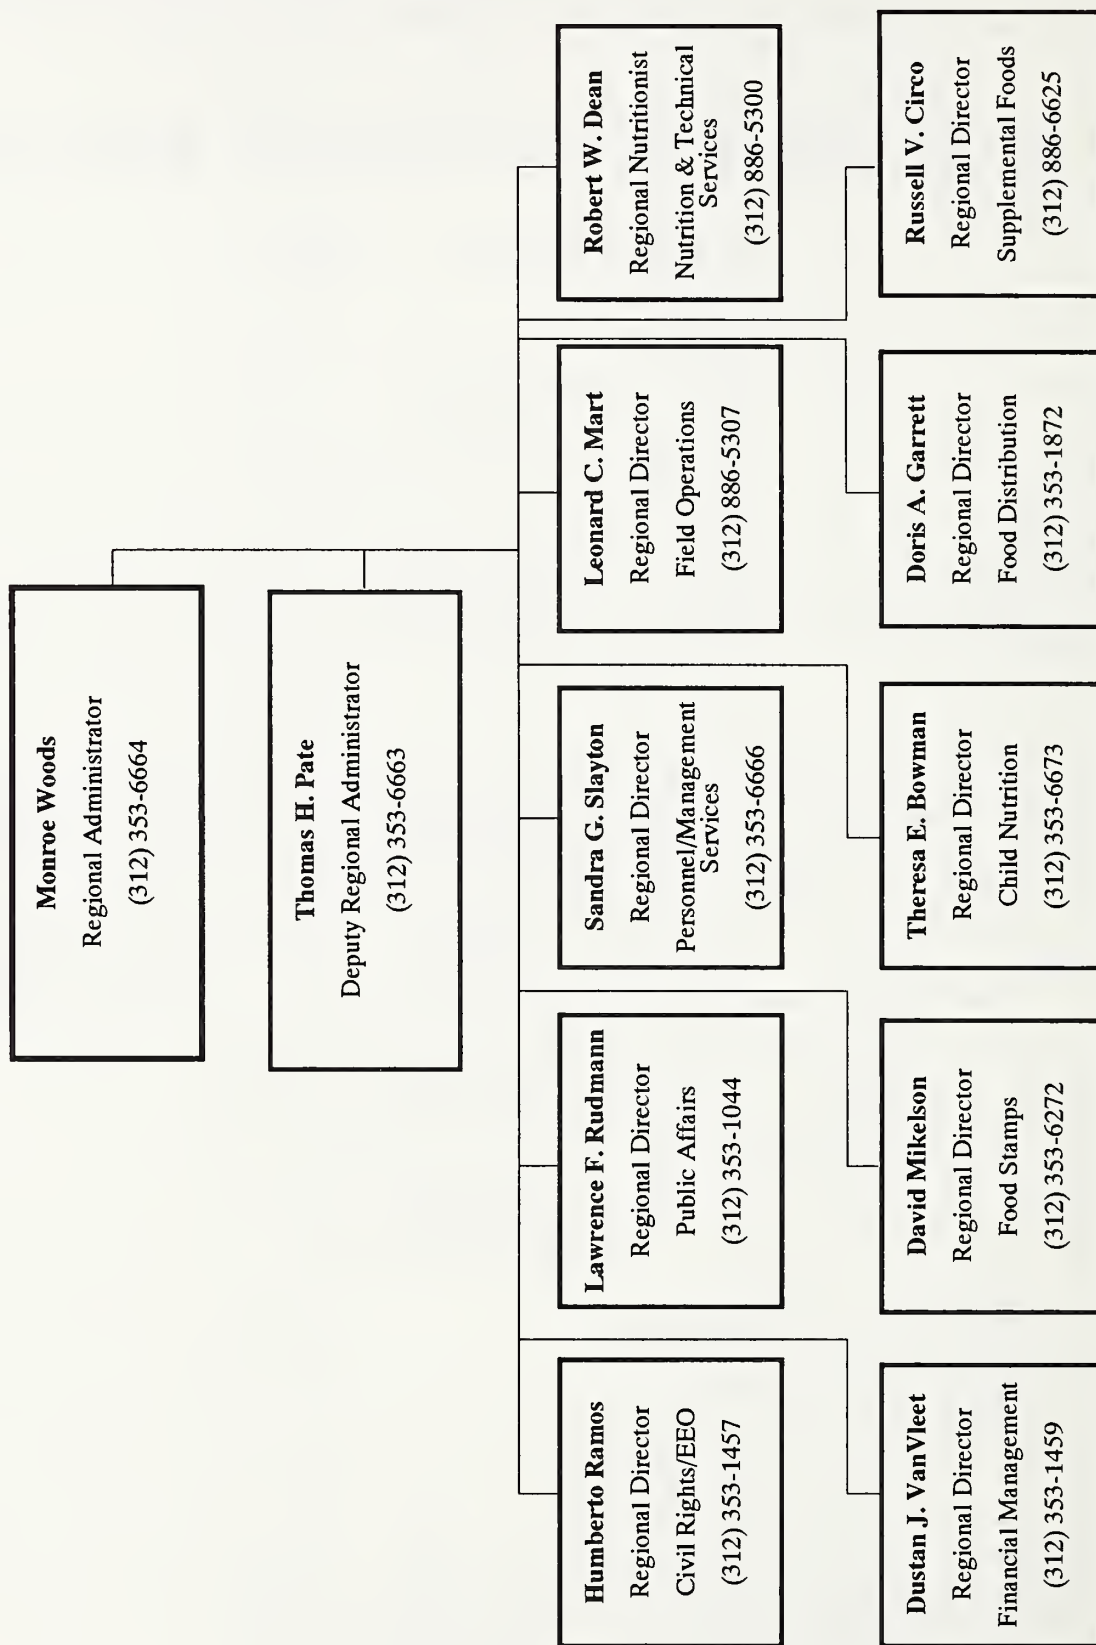 Monroe Woods
Regional Administrator
(312) 353-6664
Thomas H. Pate
Deputy Regional Administrator
(312) 353-6663
Humberto Ramos
Regional Director
Civil Rights/EEO
(312) 353-1457
Lawrence F. Rudmann
Regional Director
Public Affairs
(312) 353-1044
Sandra G. Slayton
Regional Director
Personnel/Management
Services
(312) 353-6666
Leonard C. Mart
Regional Director
Field Operations
(312) 886-5307
Robert W. Dean
Regional Nutritionist
Nutrition & Technical
Services
(312) 886-5300
Dustan J. VanVleet
Regional Director
Financial Management
(312) 353-1459
David Mikelson
Regional Director
Food Stamps
(312) 353-6272
Theresa E. Bowman
Regional Director
Child Nutrition
(312) 353-6673
Doris A. Garrett
Regional Director
Food Distribution
(312) 353-1872
Russell V. Circo
Regional Director
Supplemental Foods
(312) 886-6625